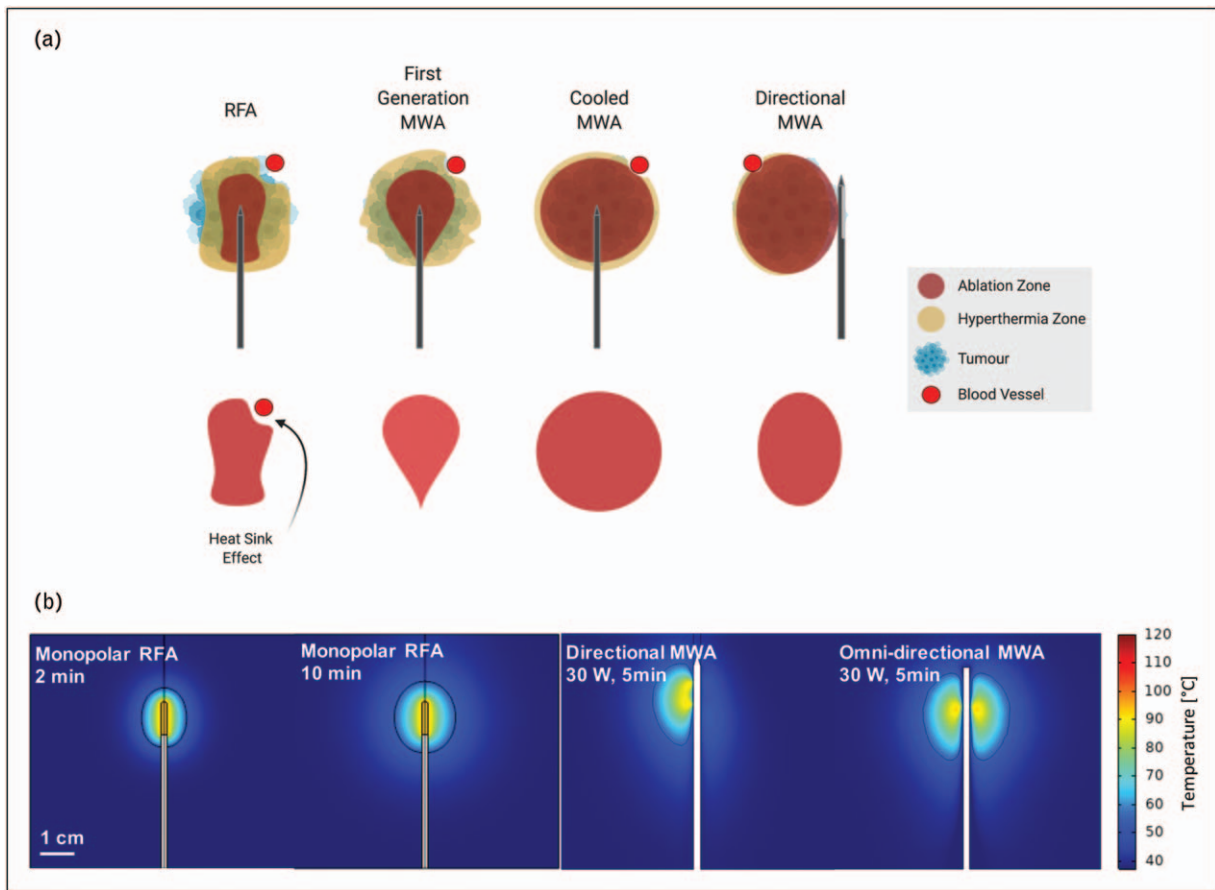 (a)
RFA
First
Generation
MWA
Cooled
MWA
Directional
MWA
Ablation Zone
Hyperthermia Zone
Tumour
Blood Vessel
Heat Sink
Effect
(b)
Monopolar RFA
2 min
1 cm
Monopolar RFA
10 min
Directional MWA
30 W, 5min
Omni-directional MWA
30 W, 5min
120
110
100
90
80
70
60
50
40
Temperature [°C]